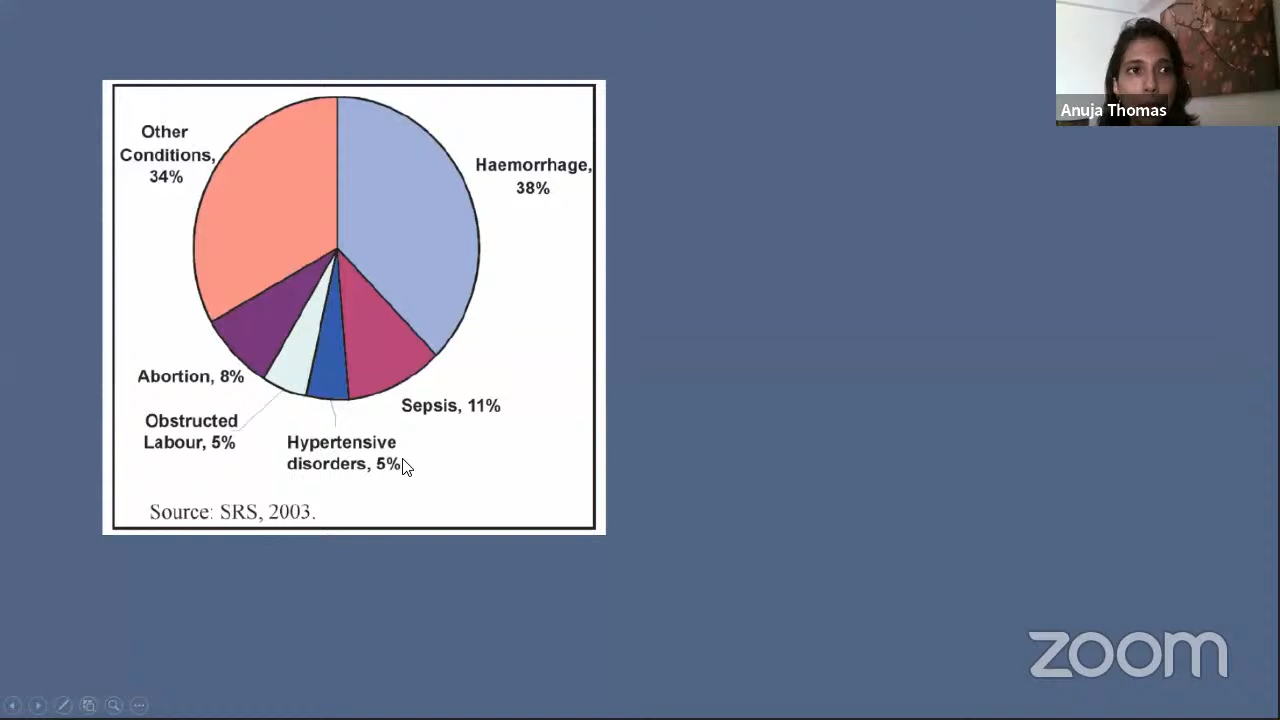 Anuja Thomas
Other
Conditions,
34%
Haemorrhage,
38%
Abortion, 8%
Sepsis, 11%
Obstructed
Labour, 5%
Hypertensive
disorders, 5%
Source: SRS, 2003.
zoom